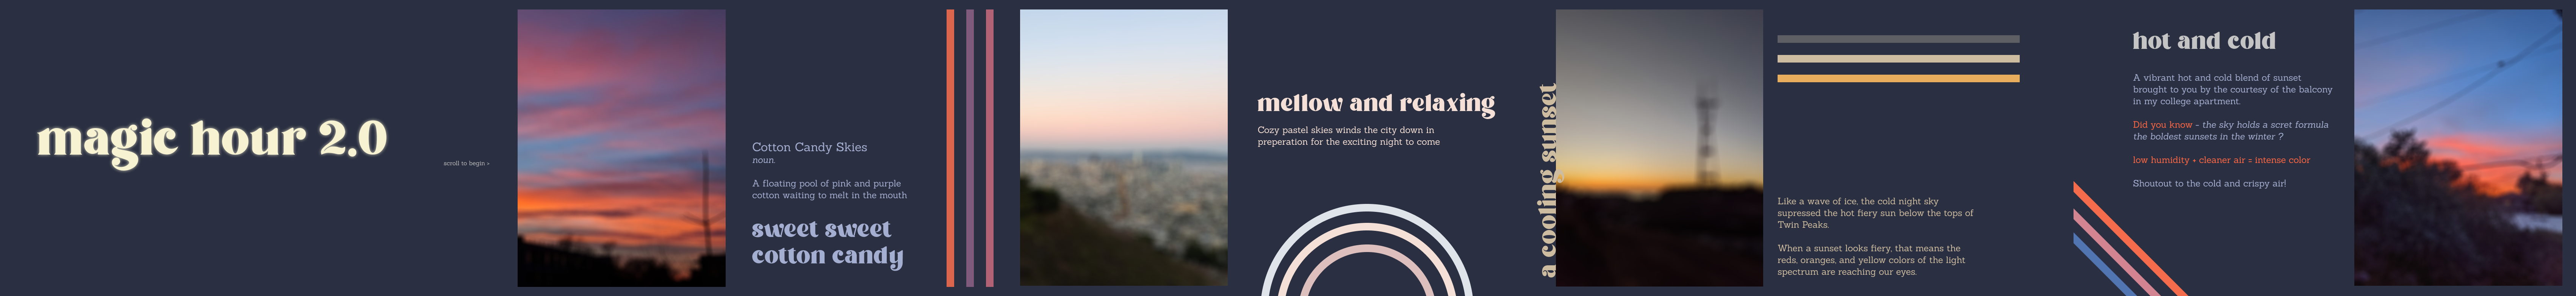 magic hour 2.0
scroll to begin >
Cotton Candy Skies
noun.
A floating pool of pink and purple
cotton waiting to melt in the mouth
sweet sweet
cotton candy
mellow and relaxing
Cozy pastel skies winds the city down in
preperation for the exciting night to come
a cooling sunset
Like a wave of ice, the cold night sky
supressed the hot fiery sun below the tops of
Twin Peaks.
When a sunset looks fiery, that means the
reds, oranges, and yellow colors of the light
spectrum are reaching our eyes.
hot and cold
A vibrant hot and cold blend of sunset
brought to you by the courtesy of the balcony
in my college apartment.
Did you know - the sky holds a scret formula
the boldest sunsets in the winter ?
low humidity + cleaner air = intense color
Shoutout to the cold and crispy air!